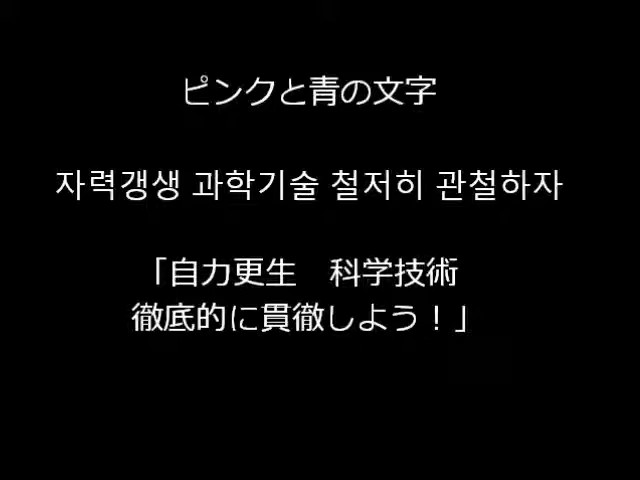 ピンクと青の文字
자력갱생 과학기술 철저히 관철하자
「自力更生　科学技術
徹底的に貫徹しよう！」